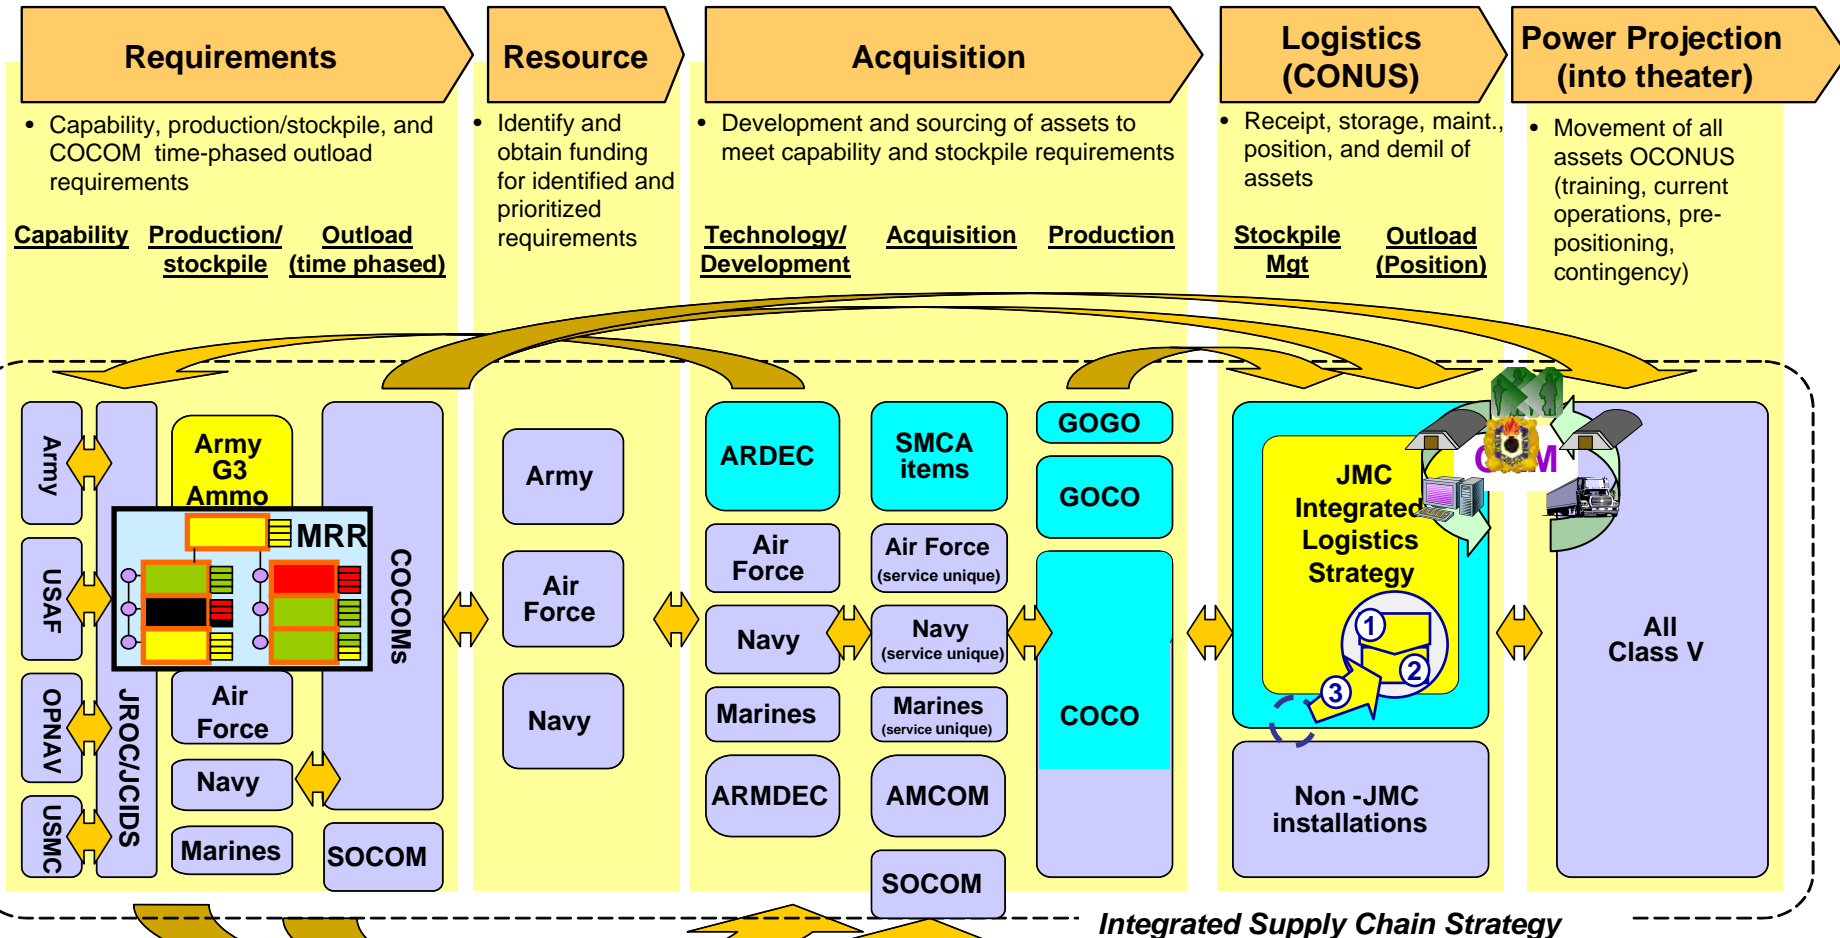 Requirements
Resource
Acquisition
Logistics
(CONUS)
Power Projection
(into theater)
• Capability, production/stockpile, and
COCOM time-phased outload
requirements
• Identify and
obtain funding
for identified and
prioritized
requirements
• Development and sourcing of assets to
meet capability and stockpile requirements
• Receipt, storage, maint.,
position, and demil of
assets
• Movement of all
assets OCONUS
(training, current
operations, pre-
positioning,
contingency)
Capability
Production/
stockpile
Outload
(time phased)
Technology/
Development
Acquisition
Production
Stockpile
Mgt
Outload
(Position)
Army
USAF
OPNAV
USMC
JROC/JCIDS
Army
G3
Ammo
MRR
Air
Force
Navy
Marines
COCOMs
SOCOM
Army
Air
Force
Navy
ARDEC
Air
Force
Navy
Marines
ARMDEC
SMCA
items
Air Force
(service unique)
Navy
(service unique)
Marines
(service unique)
AMCOM
SOCOM
GOGO
GOCO
COCO
JMC
Integrated
Logistics
Strategy
1
2
3
Non -JMC
installations
All
Class V
Integrated Supply Chain Strategy